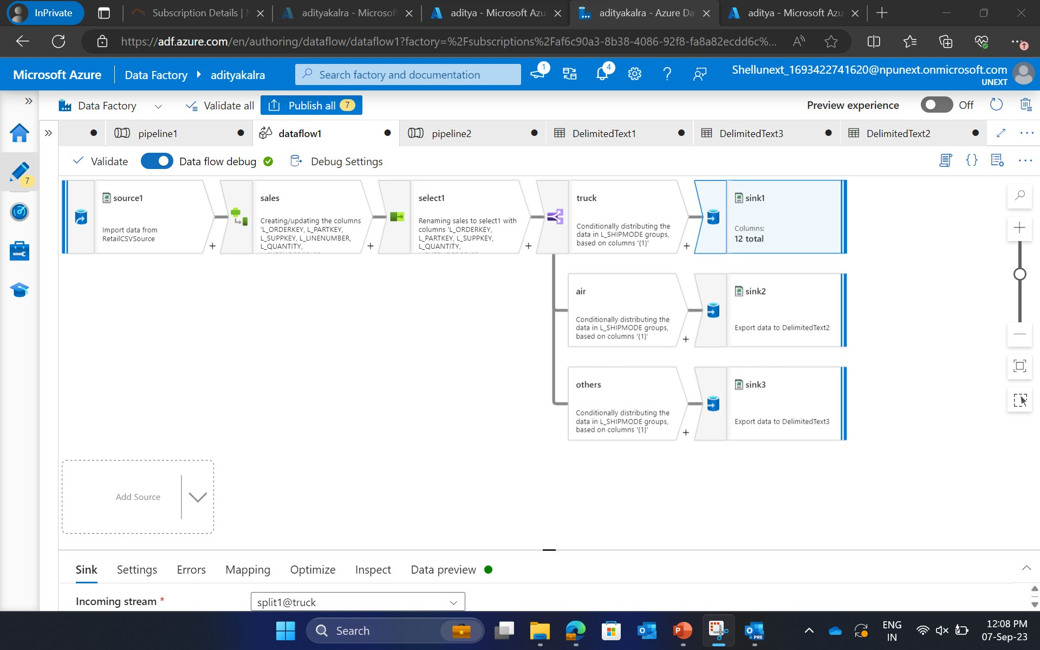 InPrivate
Subscription Details |
adityakalra - Microsof
aditya - Microsoft Azu
adityakalra - Azure Da
aditya - Microsoft Azu
https://adf.azure.com/en/authoring/dataflow/dataflow1?factory=%2Fsubscriptions%2Faf6c90a3-8b38-4086-92f8-fa8a82ecdd6c%...
Microsoft Azure
Data Factory
adityakalra
Search factory and documentation
1
4
Shellunext_1693422741620@npunext.onmicrosoft.com
UNEXT
Data Factory
Validate all
Publish all
7
Preview experience
Off
pipeline1
dataflow1
pipeline2
DelimitedText1
DelimitedText3
DelimitedText2
7
Validate
Data flow debug
Debug Settings
source1
Import data from
RetailCSVSource
sales
Creating/updating the columns
'L_ORDERKEY, L_PARTKEY,
L_SUPPKEY, L_LINENUMBER,
L_QUANTITY,
select1
Renaming sales to select1 with
columns 'L_ORDERKEY,
L_PARTKEY, L_SUPPKEY,
L_QUANTITY,
truck
Conditionally distributing the
data in L_SHIPMODE groups,
based on columns '{1}'
sink1
Columns:
12 total
air
Conditionally distributing the
data in L_SHIPMODE groups,
based on columns '{1}'
sink2
Export data to DelimitedText2
others
Conditionally distributing the
data in L_SHIPMODE groups,
based on columns '{1}'
sink3
Export data to DelimitedText3
Add Source
Sink
Settings
Errors
Mapping
Optimize
Inspect
Data preview
Incoming stream *
split1@truck
Search
ENG
IN
12:08 PM
07-Sep-23